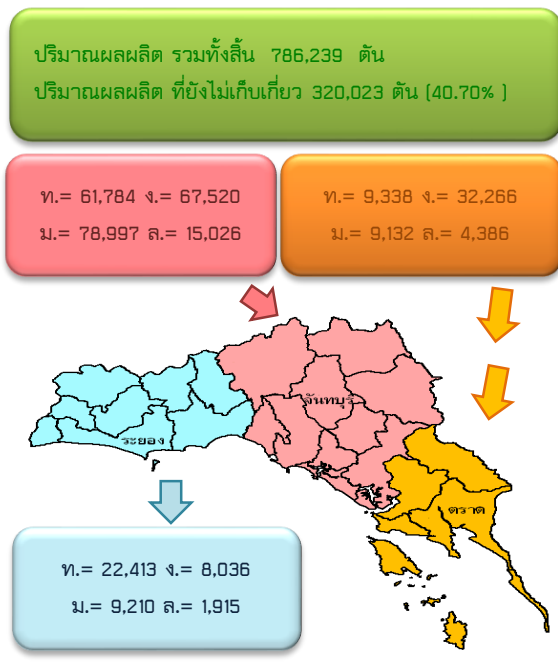 ปริมาณผลผลิต รวมทั้งสิ้น 786,239 ตัน
ปริมาณผลผลิต ที่ยังไม่เก็บเกี่ยว 320,023 ตัน (40.70% )
ท.= 61,784 ง.= 67,520
ม.= 78,997 ล.= 15,026
ท.= 9,338 ง.= 32,266
ม.= 9,132 ล.= 4,386
จันทบุรี
ระยอง
ตราด
ท.= 22,413 ง.= 8,036
ม.= 9,210 ล.= 1,915